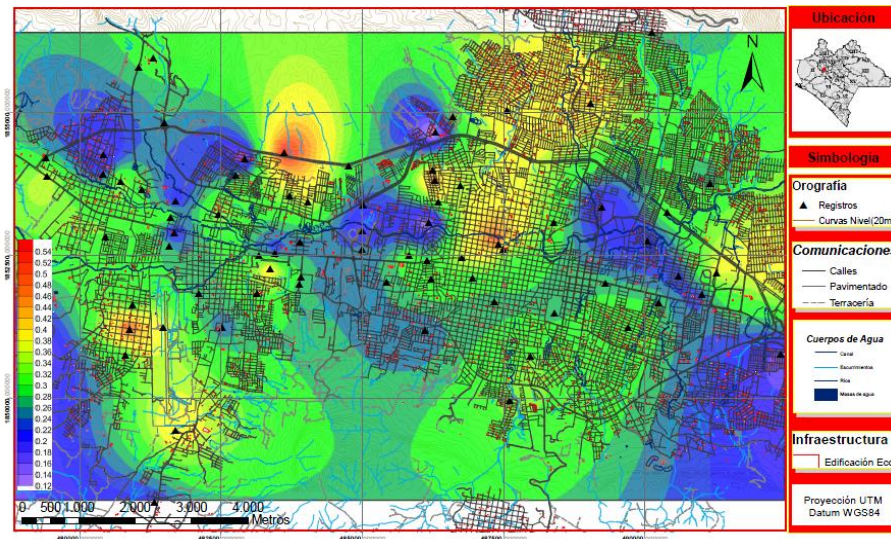 Ubicación
N
Simbología
Orografía
Registros
Curvas Nivel(20m
Comunicaciones
Calles
Pavimentado
Terracería
Cuerpos de Agua
Canal
Escurrimientos
Ríos
Masas de agua
Infraestructura
Edificación Ecc
Proyección UTM
Datum WGS84
0.54
0.52
0.5
0.48
0.46
0.44
0.42
0.4
0.38
0.36
0.34
0.32
0.3
0.28
0.26
0.24
0.22
0.2
0.18
0.16
0.14
0.12
0 500 1.000 2.000 3.000 4.000
Metros